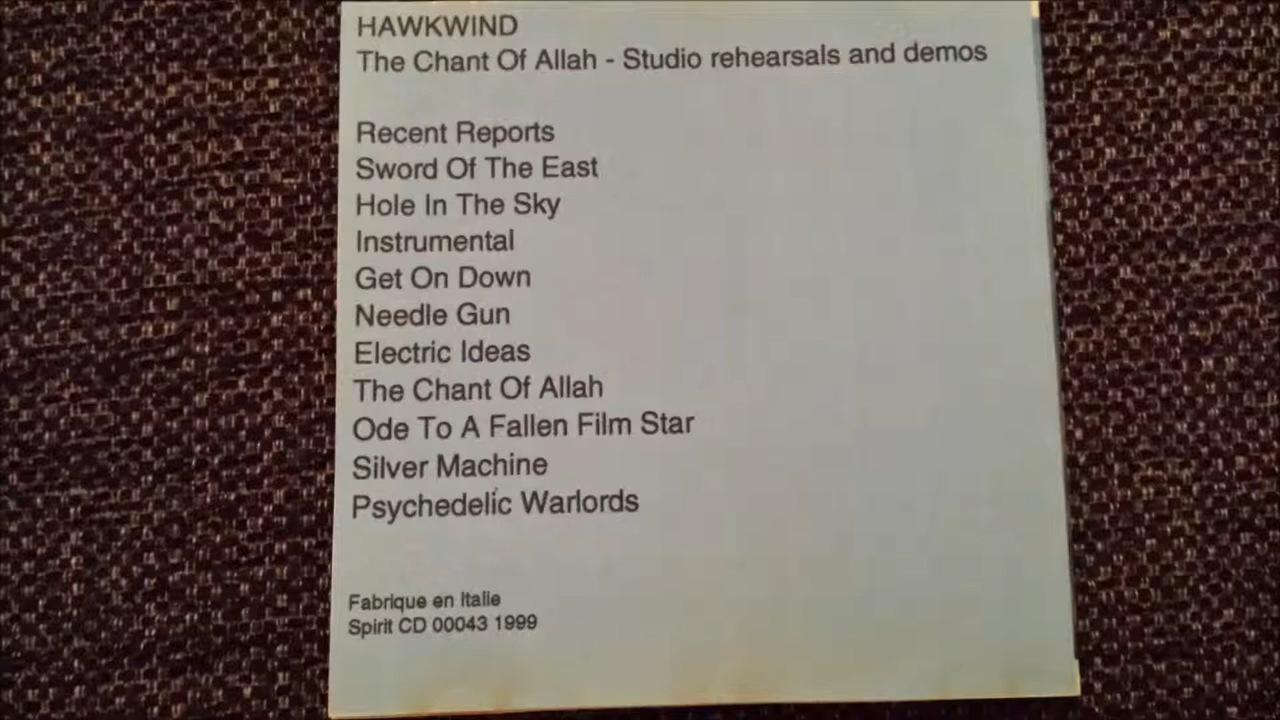 HAWKWIND
The Chant Of Allah - Studio rehearsals and demos
Recent Reports
Sword Of The East
Hole In The Sky
Instrumental
Get On Down
Needle Gun
Electric Ideas
The Chant Of Allah
Ode To A Fallen Film Star
Silver Machine
Psychedelic Warlords
Fabrique en Italie
Spirit CD 00043 1999